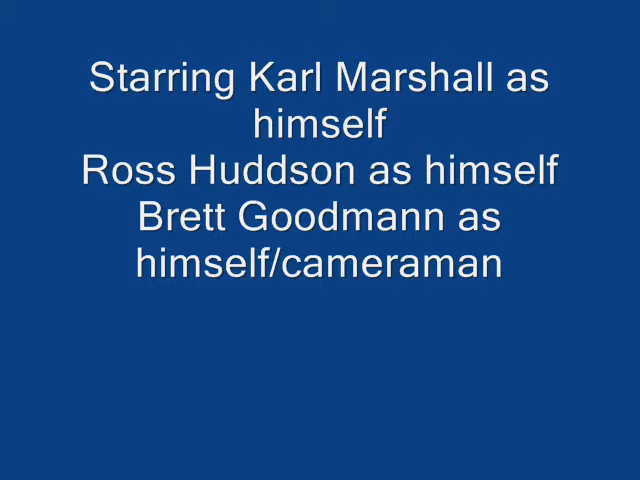 Starring Karl Marshall as
himself
Ross Huddson as himself
Brett Goodmann as
himself/cameraman